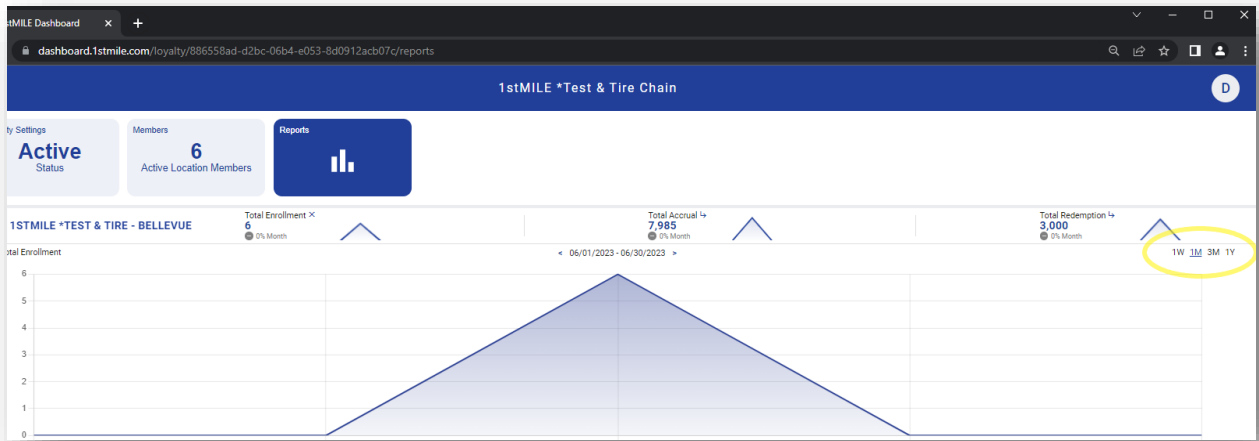 stMILE Dashboard
dashboard.1stmile.com/loyalty/886558ad-d2bc-06b4-e053-8d0912acb07c/reports
1stMILE *Test & Tire Chain
D
ty Settings
Active
Status
Members
6
Active Location Members
Reports
1STMILE *TEST & TIRE - BELLEVUE
Total Enrollment
6
0% Month
Total Accrual
7,985
0% Month
Total Redemption
3,000
0% Month
otal Enrollment
< 06/01/2023 - 06/30/2023 >
1W 1M 3M 1Y
6
5
4
3
2
1
0